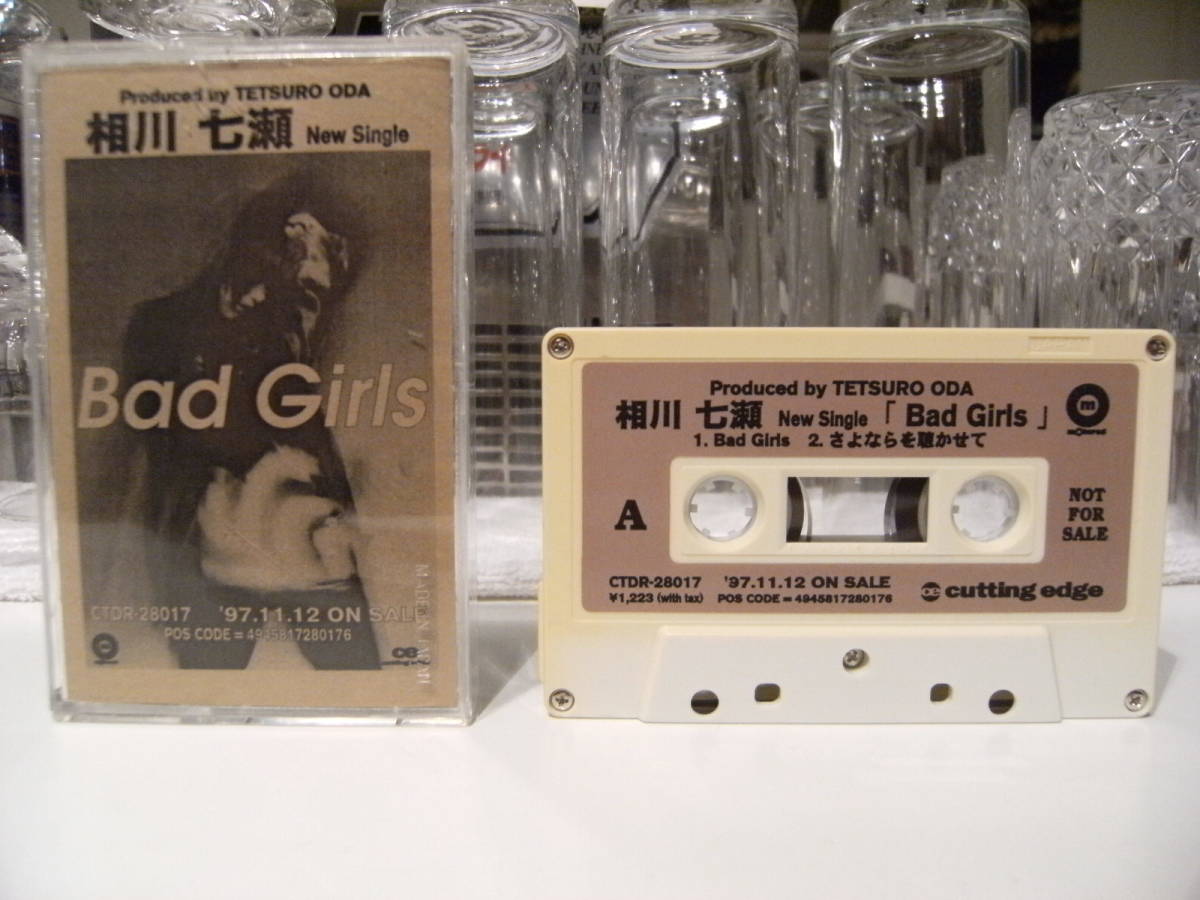 Produced by TETSURO ODA
相川 七瀬 New Single
Bad Girls
CTDR-28017 '97.11.12 ON SALE
POS CODE=4945817280176
Produced by TETSURO ODA
相川 七瀬 New Single 「 Bad Girls 」
1. Bad Girls 2. さよならを聴かせて
A
NOT
FOR
SALE
CTDR-28017 '97.11.12 ON SALE
¥1,223 (with tax) POS CODE=4945817280176
cutting edge